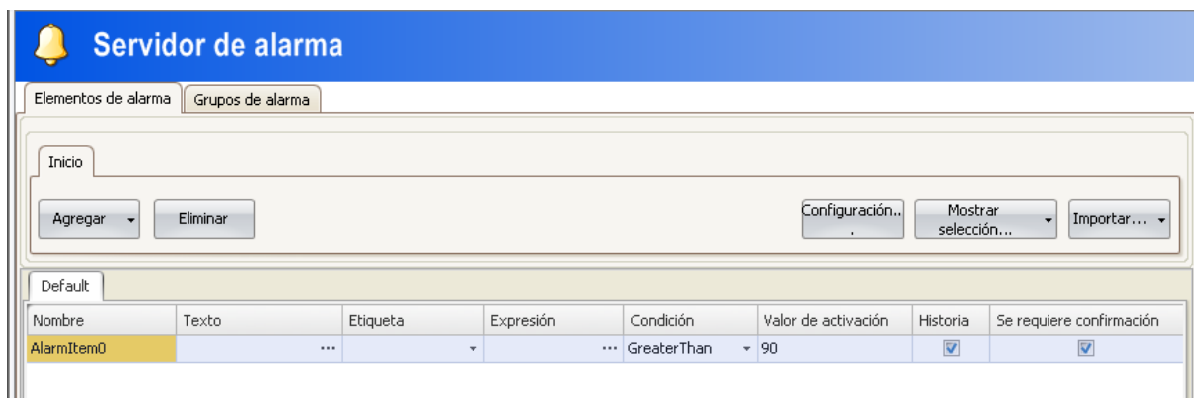 Servidor de alarma
Elementos de alarma Grupos de alarma
Inicio
Agregar Eliminar Configuración... Mostrar selección... Importar...
Default
Nombre Texto Etiqueta Expresión Condición Valor de activación Historia Se requiere confirmación
AlarmItem0 ... ... GreaterThan 90